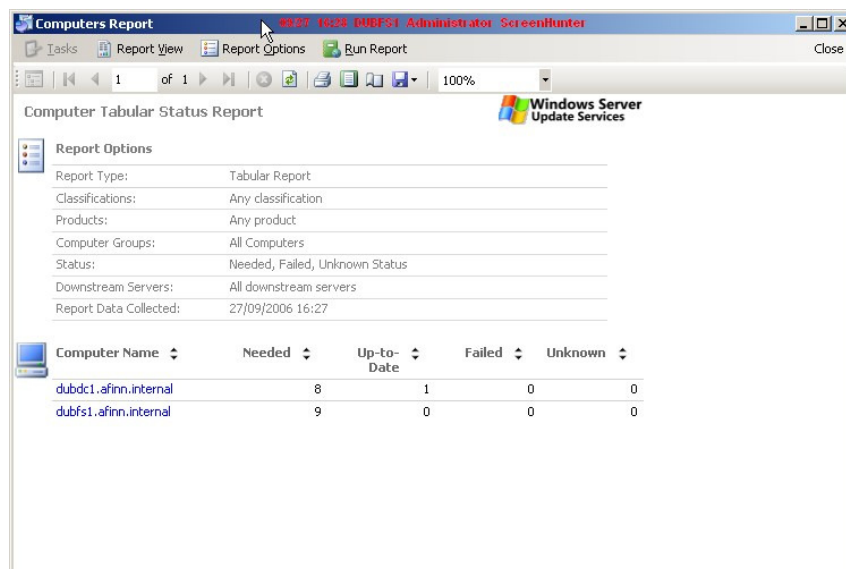 Computers Report
09/27 16:24 DUBFS1 Administrator ScreenHunter
Tasks Report View Report Options Run Report Close
1 of 1 100%
Computer Tabular Status Report
Windows Server
Update Services
Report Options
Report Type: Tabular Report
Classifications: Any classification
Products: Any product
Computer Groups: All Computers
Status: Needed, Failed, Unknown Status
Downstream Servers: All downstream servers
Report Data Collected: 27/09/2006 16:27
Computer Name Needed Up-to-Date Failed Unknown
dubdc1.afinn.internal 8 1 0 0
dubfs1.afinn.internal 9 0 0 0